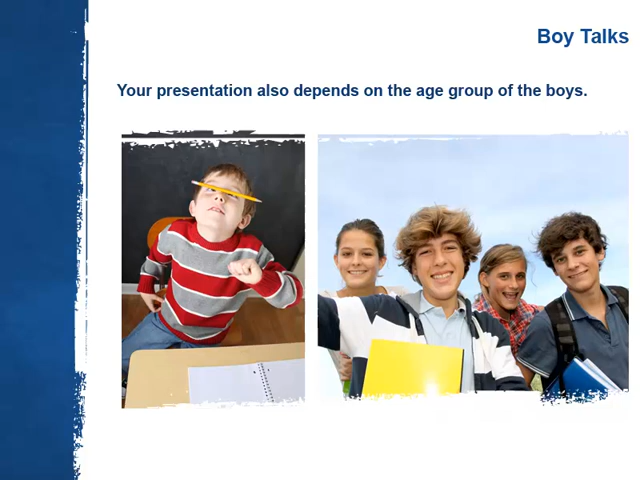 Boy Talks
Your presentation also depends on the age group of the boys.